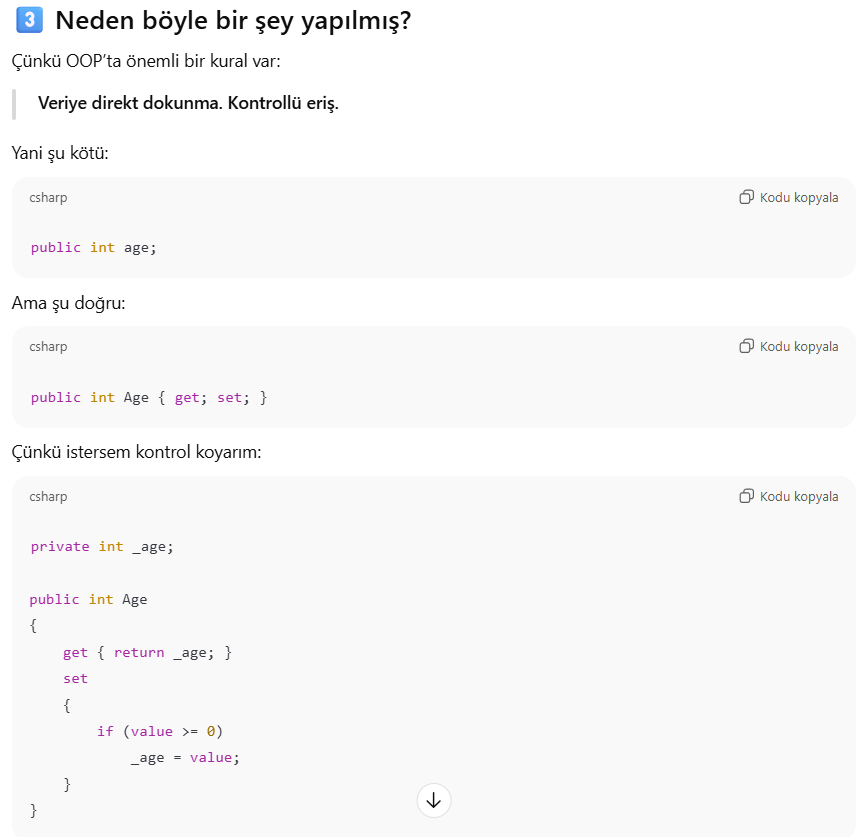 3 Neden böyle bir şey yapılmış?
Çünkü OOP’ta önemli bir kural var:
Veriye direkt dokunma. Kontrollü eriş.
Yani şu kötü:
csharp Kodu kopyala
public int age;
Ama şu doğru:
csharp Kodu kopyala
public int Age { get; set; }
Çünkü istersem kontrol koyarım:
csharp Kodu kopyala
private int _age;
public int Age
{
    get { return _age; }
    set
    {
        if (value >= 0)
            _age = value;
    }
}